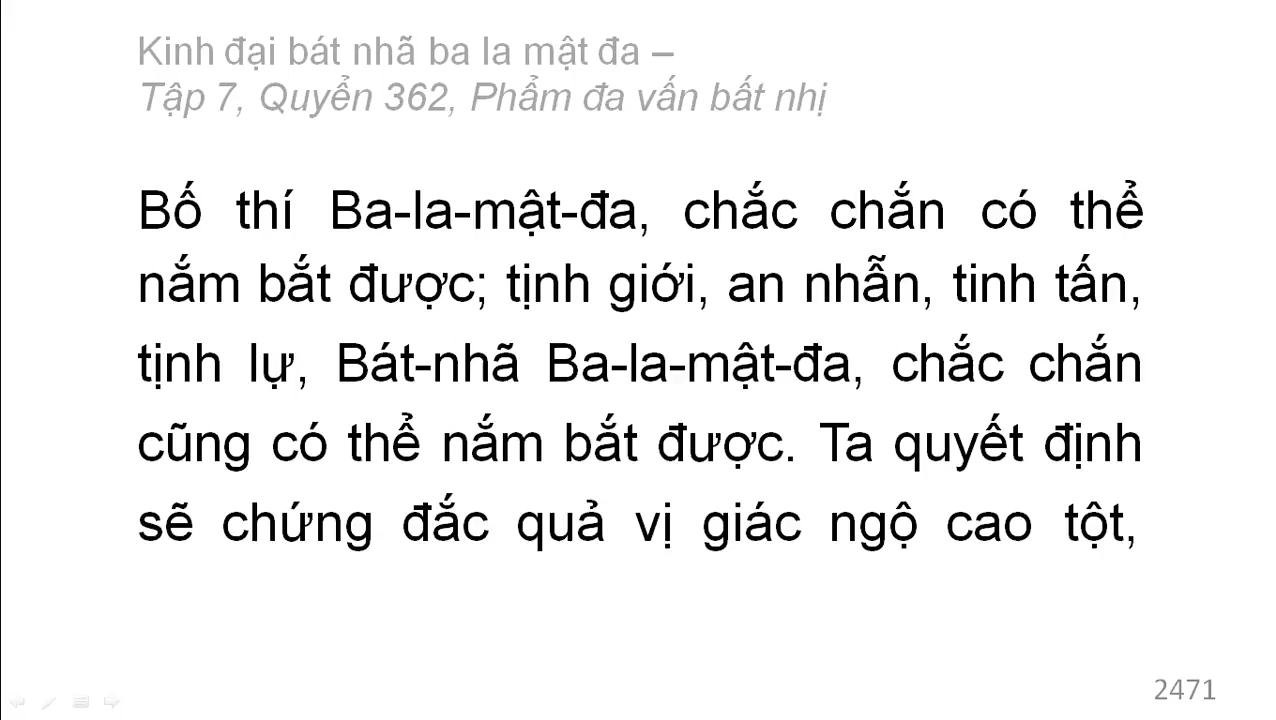 Kinh đại bát nhã ba la mật đa –
Tập 7, Quyển 362, Phẩm đa vấn bất nhị
Bố thí Ba-la-mật-đa, chắc chắn có thể
nắm bắt được; tịnh giới, an nhẫn, tinh tấn,
tịnh lự, Bát-nhã Ba-la-mật-đa, chắc chắn
cũng có thể nắm bắt được. Ta quyết định
sẽ chứng đắc quả vị giác ngộ cao tột,
2471